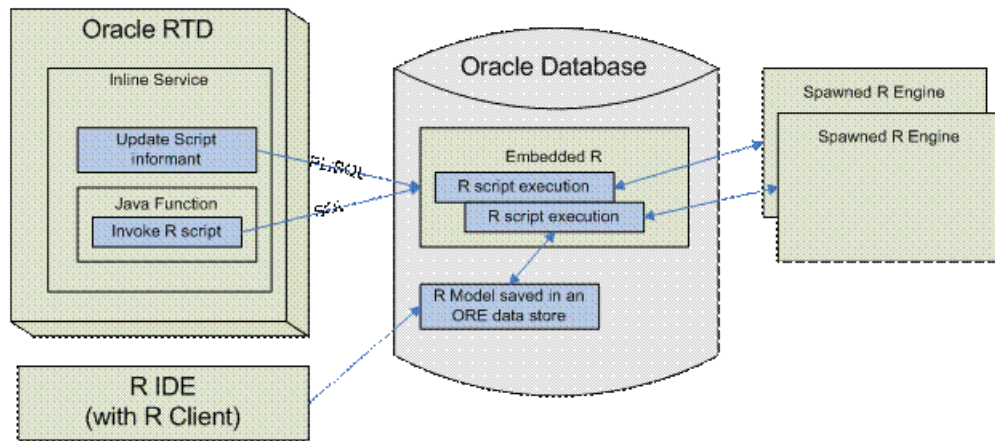 Oracle RTD
Inline Service
Update Script
informant
Java Function
Invoke R script
PL-SQL
Oracle Database
Embedded R
R script execution
R script execution
R Model saved in an
ORE data store
Spawned R Engine
Spawned R Engine
R IDE
(with R Client)